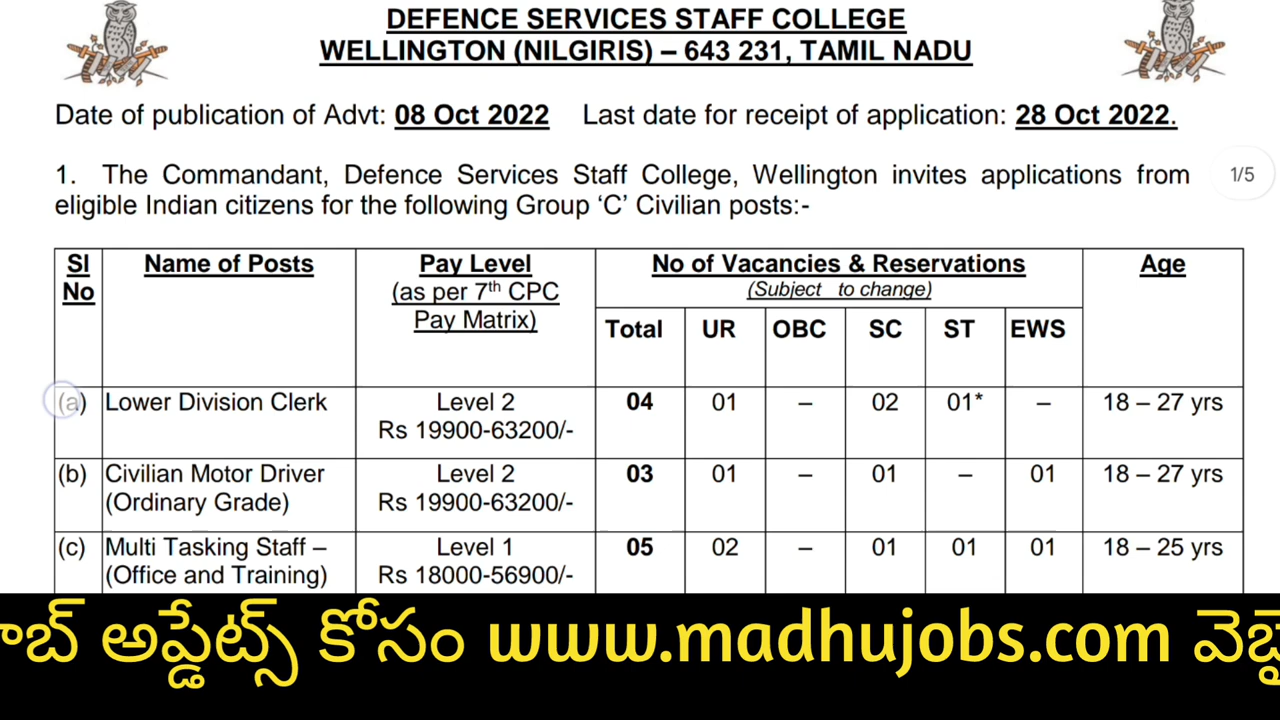 DEFENCE SERVICES STAFF COLLEGE
WELLINGTON (NILGIRIS) – 643 231, TAMIL NADU
Date of publication of Advt: 08 Oct 2022 Last date for receipt of application: 28 Oct 2022.
1. The Commandant, Defence Services Staff College, Wellington invites applications from
eligible Indian citizens for the following Group ‘C’ Civilian posts:-
1/5
Sl No | Name of Posts | Pay Level (as per 7th CPC Pay Matrix) | No of Vacancies & Reservations (Subject to change) | Age
Total | UR | OBC | SC | ST | EWS
(a) | Lower Division Clerk | Level 2 Rs 19900-63200/- | 04 | 01 | – | 02 | 01* | – | 18 – 27 yrs
(b) | Civilian Motor Driver (Ordinary Grade) | Level 2 Rs 19900-63200/- | 03 | 01 | – | 01 | – | 01 | 18 – 27 yrs
(c) | Multi Tasking Staff – (Office and Training) | Level 1 Rs 18000-56900/- | 05 | 02 | – | 01 | 01 | 01 | 18 – 25 yrs
అప్డేట్స్ కోసం www.madhujobs.com